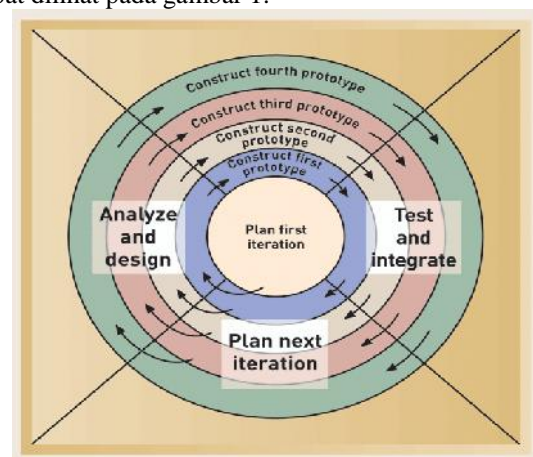 dilihat pada gambar 1.
Construct fourth prototype
Construct third prototype
Construct second
prototype
Construct first
prototype
Plan first
iteration
Analyze
and
design
Test
and
integrate
Plan next
iteration